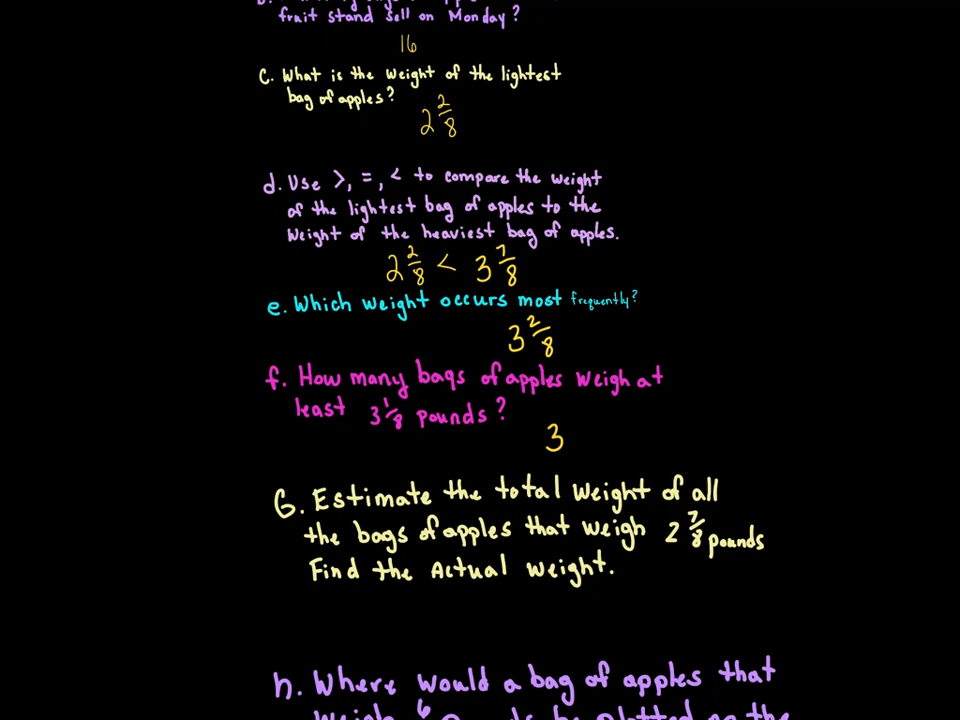 fruit stand sell on Monday?
16
C. What is the weight of the lightest
bag of apples?
2 2/8
d. Use >, =, < to compare the weight
of the lightest bag of apples to the
weight of the heaviest bag of apples.
2 2/8 < 3 7/8
e. Which weight occurs most frequently?
3 2/8
f. How many bags of apples weigh at
least 3 1/8 pounds?
3
G. Estimate the total weight of all
the bags of apples that weigh 2 7/8 pounds
Find the Actual weight.
h. Where would a bag of apples that